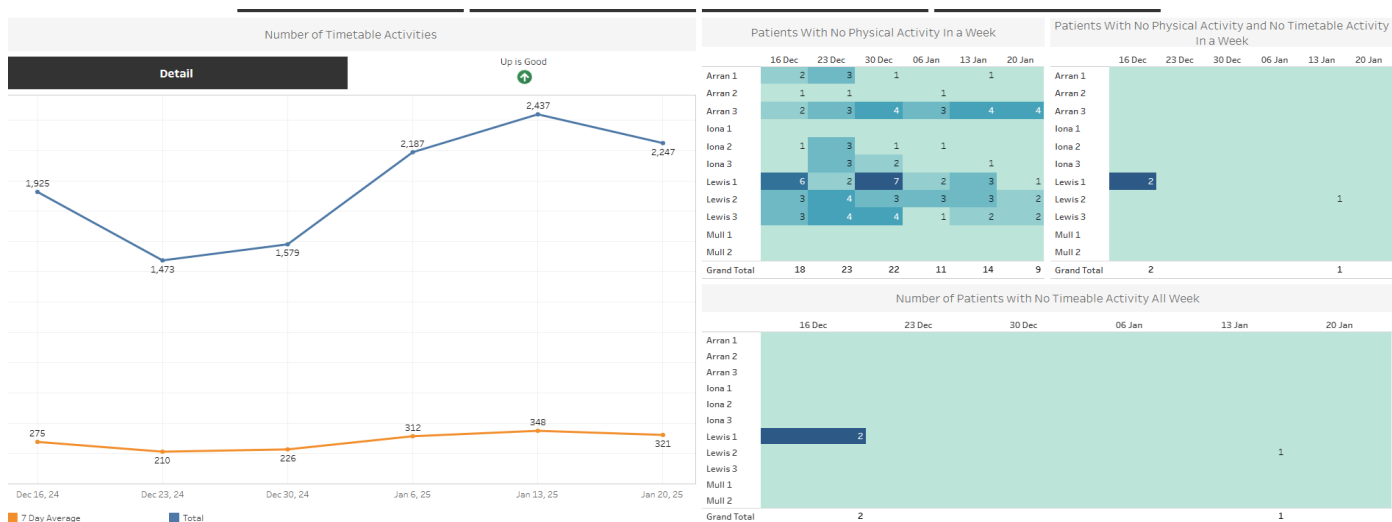 Number of Timetable Activities
Detail
Up is Good
2,437
2,187
2,247
1,925
1,579
1,473
348
312
321
275
226
210
Dec 16, 24 Dec 23, 24 Dec 30, 24 Jan 6, 25 Jan 13, 25 Jan 20, 25
7 Day Average Total
Patients With No Physical Activity In a Week
16 Dec 23 Dec 30 Dec 06 Jan 13 Jan 20 Jan
Arran 1 2 3 1 1
Arran 2 1 1 1
Arran 3 2 3 4 3 4 4
Iona 1
Iona 2 1 3 1 1
Iona 3 3 2 1
Lewis 1 6 2 7 2 3 1
Lewis 2 3 4 3 3 3 2
Lewis 3 3 4 4 1 2 2
Mull 1
Mull 2
Grand Total 18 23 22 11 14 9
Patients With No Physical Activity and No Timetable Activity
In a Week
16 Dec 23 Dec 30 Dec 06 Jan 13 Jan 20 Jan
Arran 1
Arran 2
Arran 3
Iona 1
Iona 2
Iona 3
Lewis 1 2
Lewis 2 1
Lewis 3
Mull 1
Mull 2
Grand Total 2 1
Number of Patients with No Timeable Activity All Week
16 Dec 23 Dec 30 Dec 06 Jan 13 Jan 20 Jan
Arran 1
Arran 2
Arran 3
Iona 1
Iona 2
Iona 3
Lewis 1 2
Lewis 2 1
Lewis 3
Mull 1
Mull 2
Grand Total 2 1